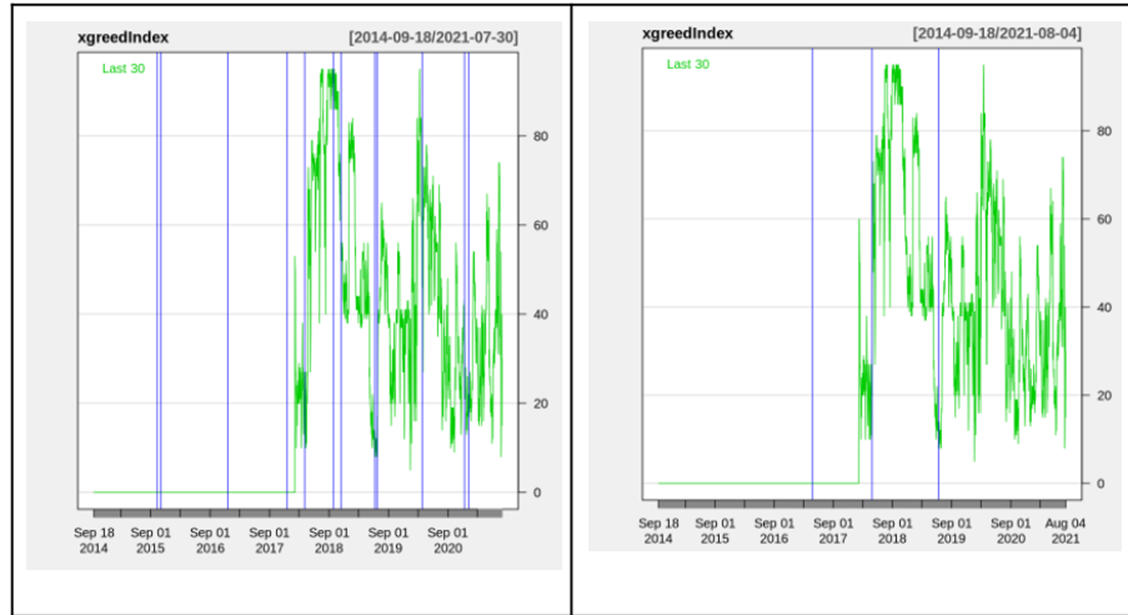 xgreedIndex [2014-09-18/2021-07-30]
Last 30
80
60
40
20
0
Sep 18 Sep 01 Sep 01 Sep 01 Sep 01 Sep 01 Sep 01
2014 2015 2016 2017 2018 2019 2020
xgreedIndex [2014-09-18/2021-08-04]
Last 30
80
60
40
20
0
Sep 18 Sep 01 Sep 01 Sep 01 Sep 01 Sep 01 Sep 01 Aug 04
2014 2015 2016 2017 2018 2019 2020 2021